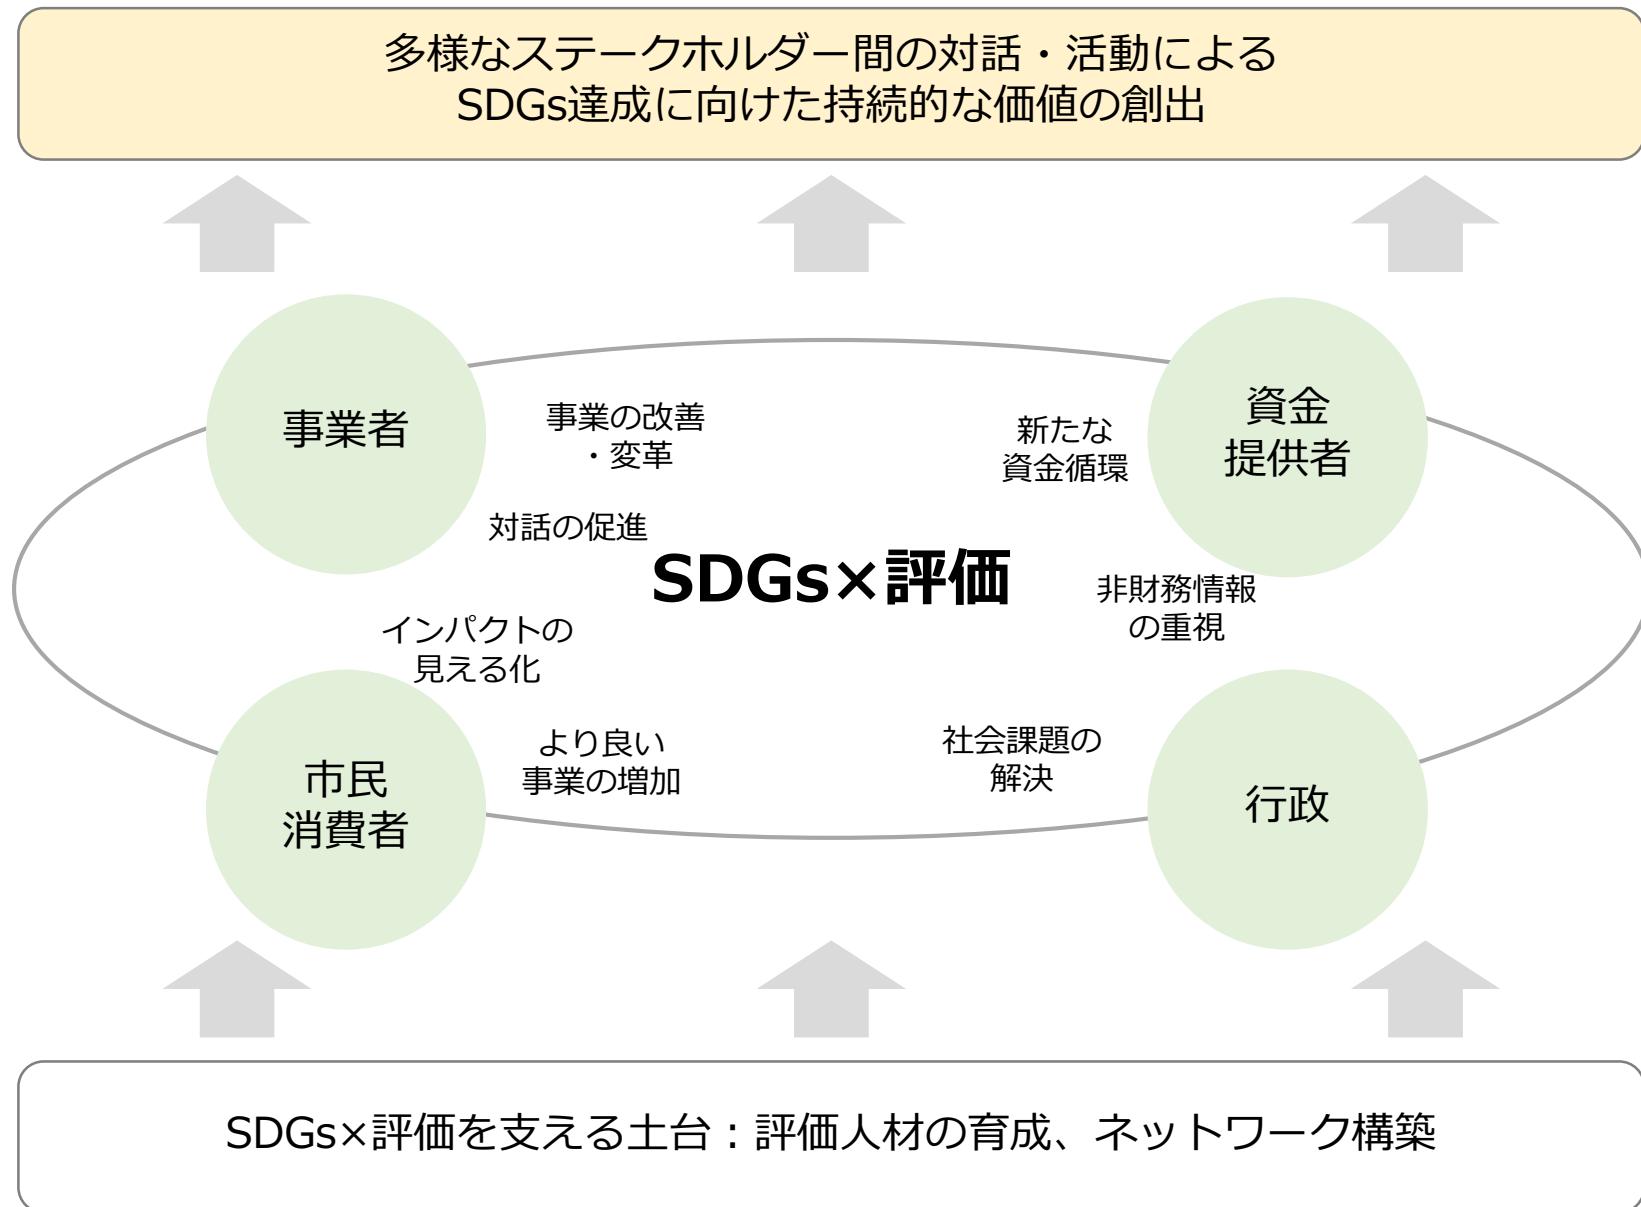 多様なステークホルダー間の対話・活動による
SDGs達成に向けた持続的な価値の創出
事業者
事業の改善
・変革
新たな
資金循環
資金
提供者
対話の促進
SDGs×評価
非財務情報
の重視
インパクトの
見える化
市民
消費者
より良い
事業の増加
社会課題の
解決
行政
SDGs×評価を支える土台：評価人材の育成、ネットワーク構築